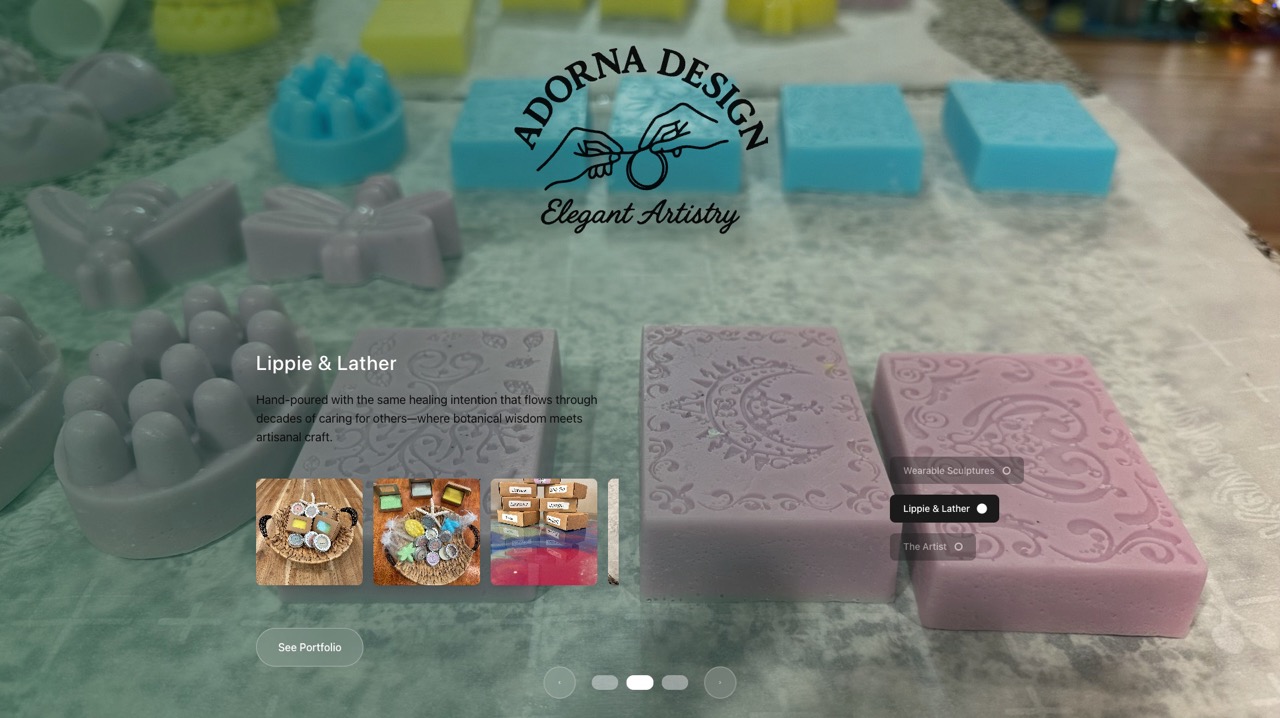 ADORNA DESIGN
Elegant Artistry
Lippie & Lather
Hand-poured with the same healing intention that flows through
decades of caring for others—where botanical wisdom meets
artisanal craft.
Wearable Sculptures
Lippie & Lather
The Artist
See Portfolio